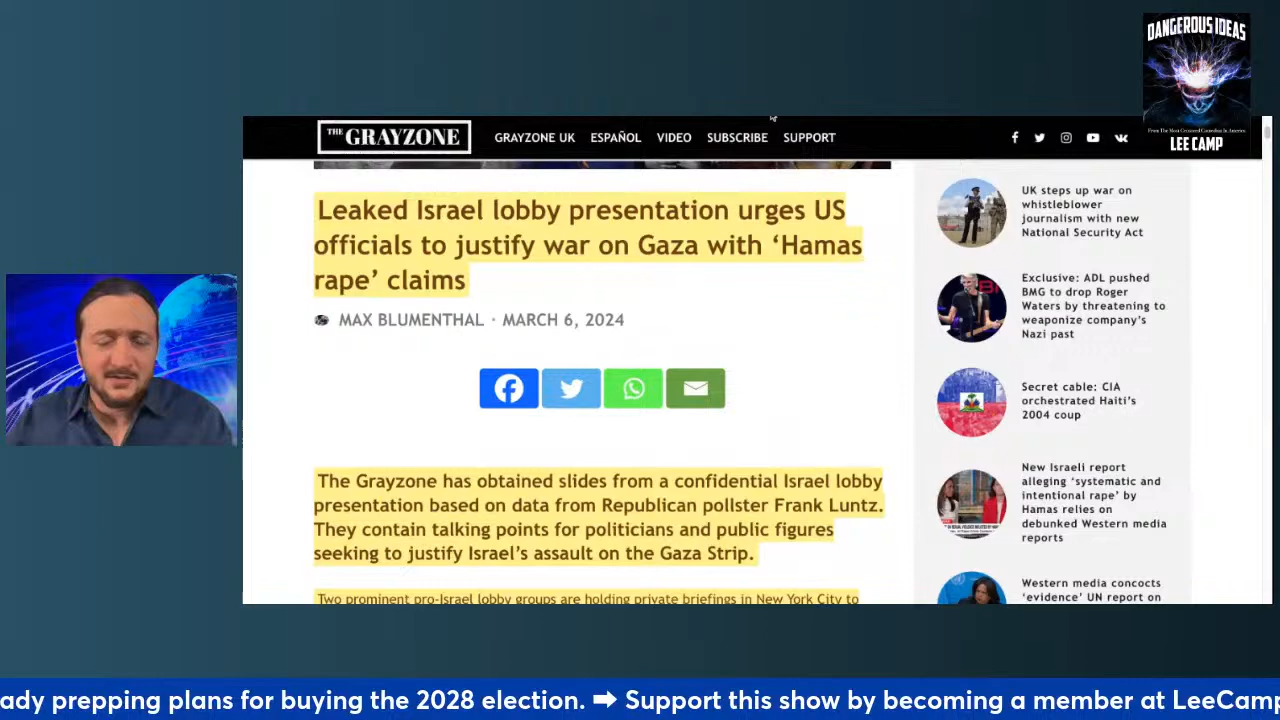 DANGEROUS IDEAS
From The Most Censored Comedian In America
LEE CAMP
THE GRAYZONE
GRAYZONE UK ESPAÑOL VIDEO SUBSCRIBE SUPPORT
Leaked Israel lobby presentation urges US
officials to justify war on Gaza with ‘Hamas
rape’ claims
MAX BLUMENTHAL · MARCH 6, 2024
The Grayzone has obtained slides from a confidential Israel lobby
presentation based on data from Republican pollster Frank Luntz.
They contain talking points for politicians and public figures
seeking to justify Israel’s assault on the Gaza Strip.
Two prominent pro-Israel lobby groups are holding private briefings in New York City to
UK steps up war on
whistleblower
journalism with new
National Security Act
Exclusive: ADL pushed
BMG to drop Roger
Waters by threatening to
weaponize company’s
Nazi past
Secret cable: CIA
orchestrated Haiti’s
2004 coup
New Israeli report
alleging ‘systematic and
intentional rape’ by
Hamas relies on
debunked Western media
reports
Western media concocts
‘evidence’ UN report on
ady prepping plans for buying the 2028 election. ➡ Support this show by becoming a member at LeeCamp